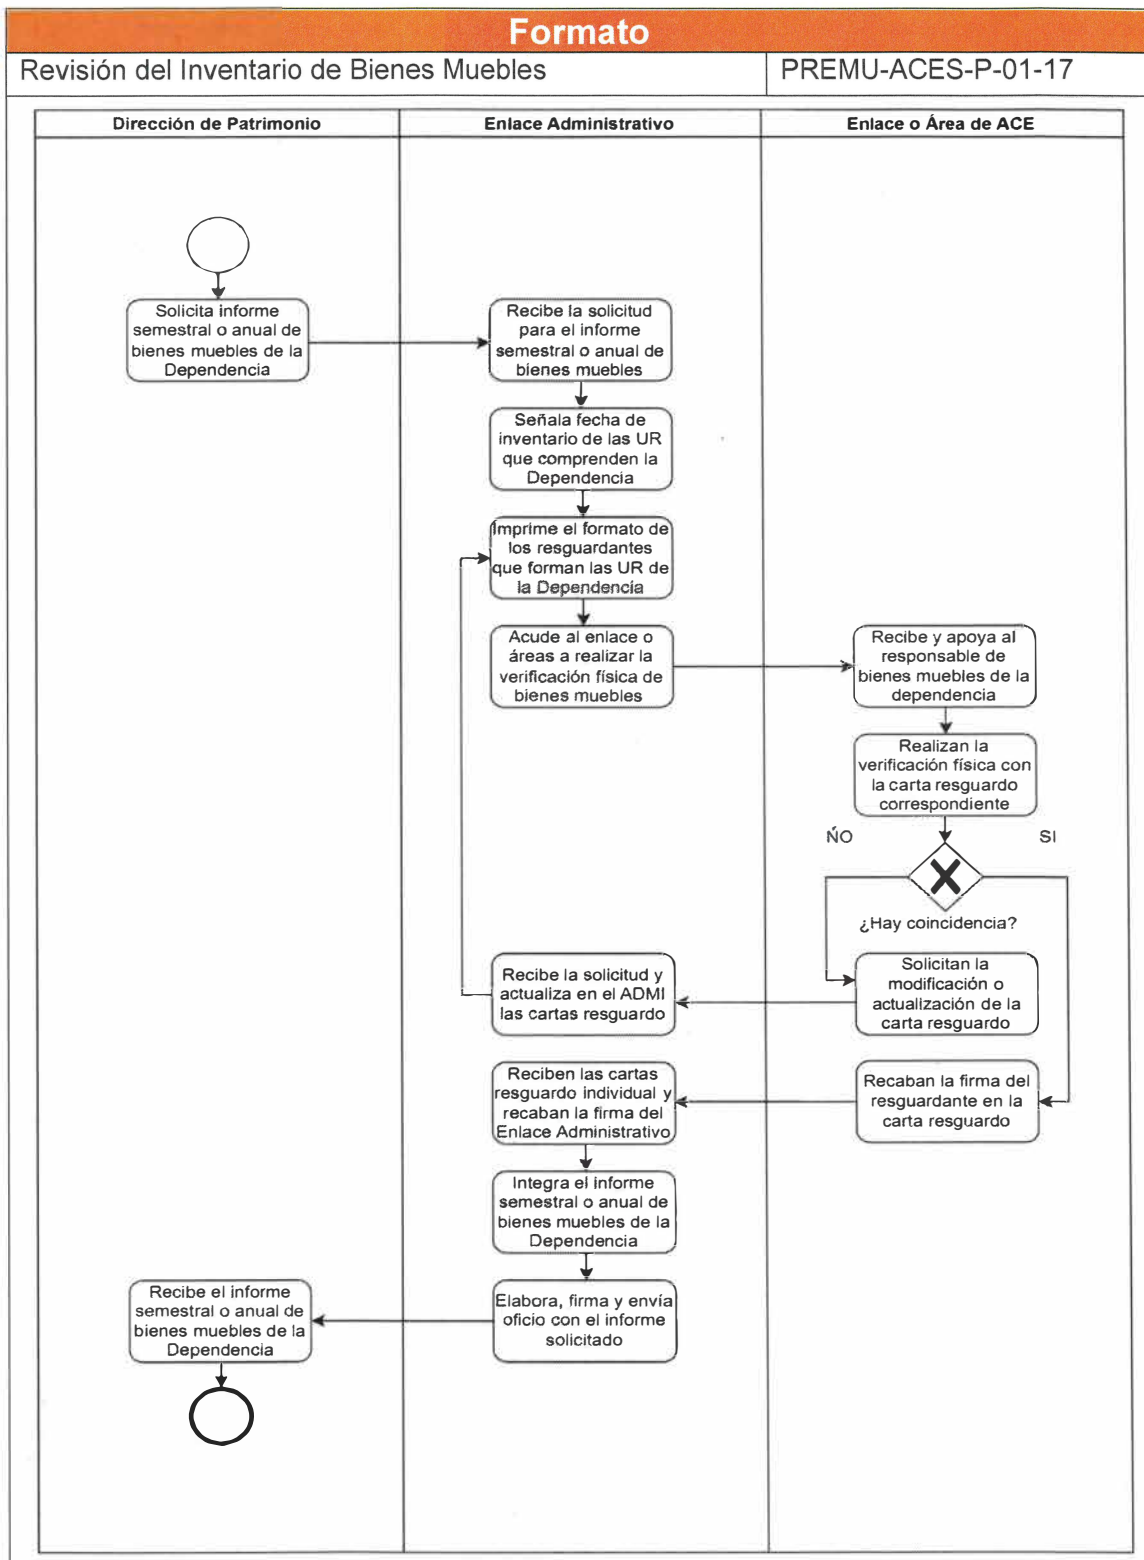 Formato
Revisión del Inventario de Bienes Muebles
PREMU-ACES-P-01-17
Dirección de Patrimonio
Enlace Administrativo
Enlace o Área de ACE
Solicita informe
semestral o anual de
bienes muebles de la
Dependencia
Recibe la solicitud
para el informe
semestral o anual de
bienes muebles
Señala fecha de
inventario de las UR
que comprenden la
Dependencia
Imprime el formato de
los resguardantes
que forman las UR de
la Dependencia
Acude al enlace o
áreas a realizar la
verificación física de
bienes muebles
Recibe y apoya al
responsable de
bienes muebles de la
dependencia
Realizan la
verificación física con
la carta resguardo
correspondiente
ŃO
SI
¿Hay coincidencia?
Solicitan la
modificación o
actualización de la
carta resguardo
Recibe la solicitud y
actualiza en el ADMI
las cartas resguardo
Recaban la firma del
resguardante en la
carta resguardo
Reciben las cartas
resguardo individual y
recaban la firma del
Enlace Administrativo
Integra el informe
semestral o anual de
bienes muebles de la
Dependencia
Elabora, firma y envía
oficio con el informe
solicitado
Recibe el informe
semestral o anual de
bienes muebles de la
Dependencia